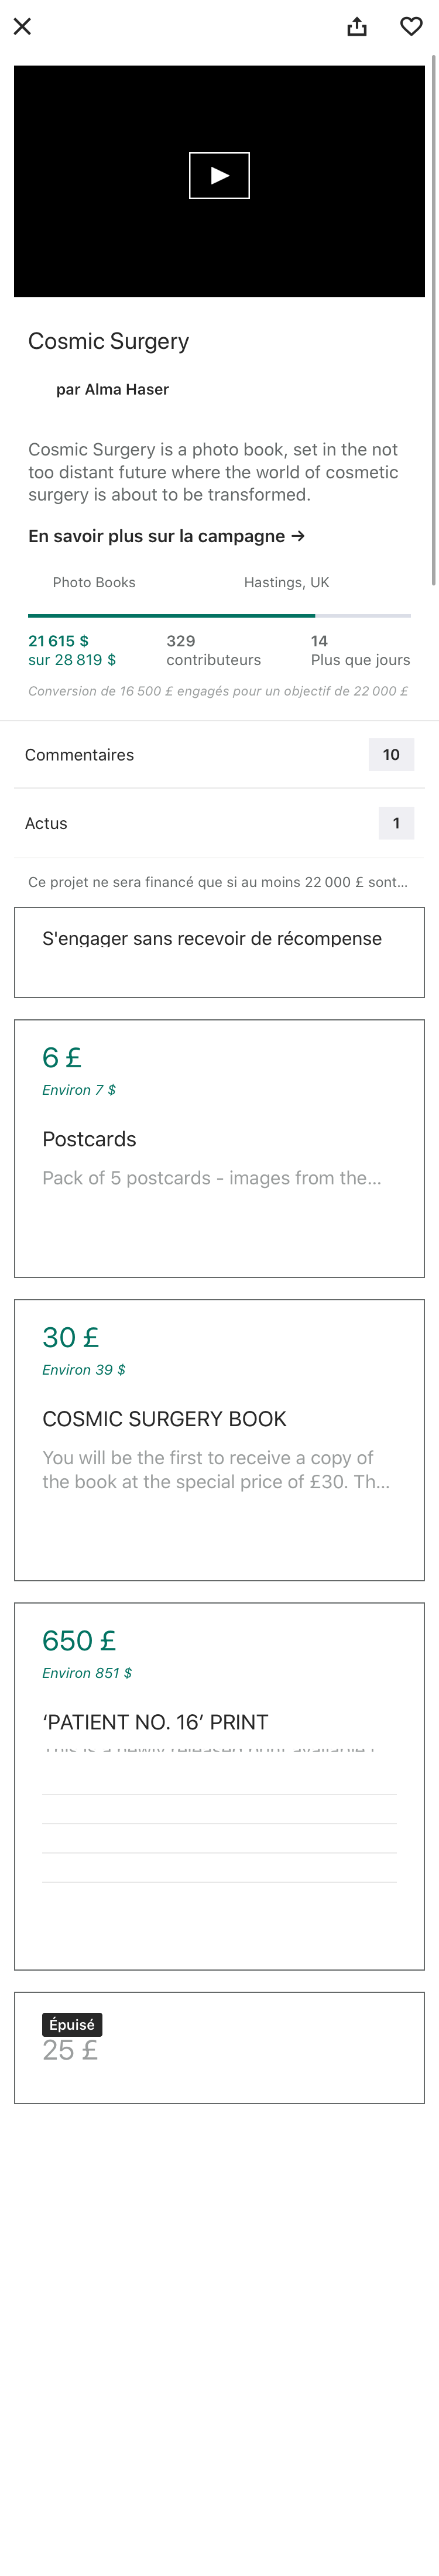 Cosmic Surgery
par Alma Haser
Cosmic Surgery is a photo book, set in the not
too distant future where the world of cosmetic
surgery is about to be transformed.
En savoir plus sur la campagne →
Photo Books
Hastings, UK
21 615 $
sur 28 819 $
329
contributeurs
14
Plus que jours
Conversion de 16 500 £ engagés pour un objectif de 22 000 £
Commentaires
10
Actus
1
Ce projet ne sera financé que si au moins 22 000 £ sont…
S'engager sans recevoir de récompense
6 £
Environ 7 $
Postcards
Pack of 5 postcards - images from the…
30 £
Environ 39 $
COSMIC SURGERY BOOK
You will be the first to receive a copy of
the book at the special price of £30. Th…
650 £
Environ 851 $
‘PATIENT NO. 16’ PRINT
Épuisé
25 £